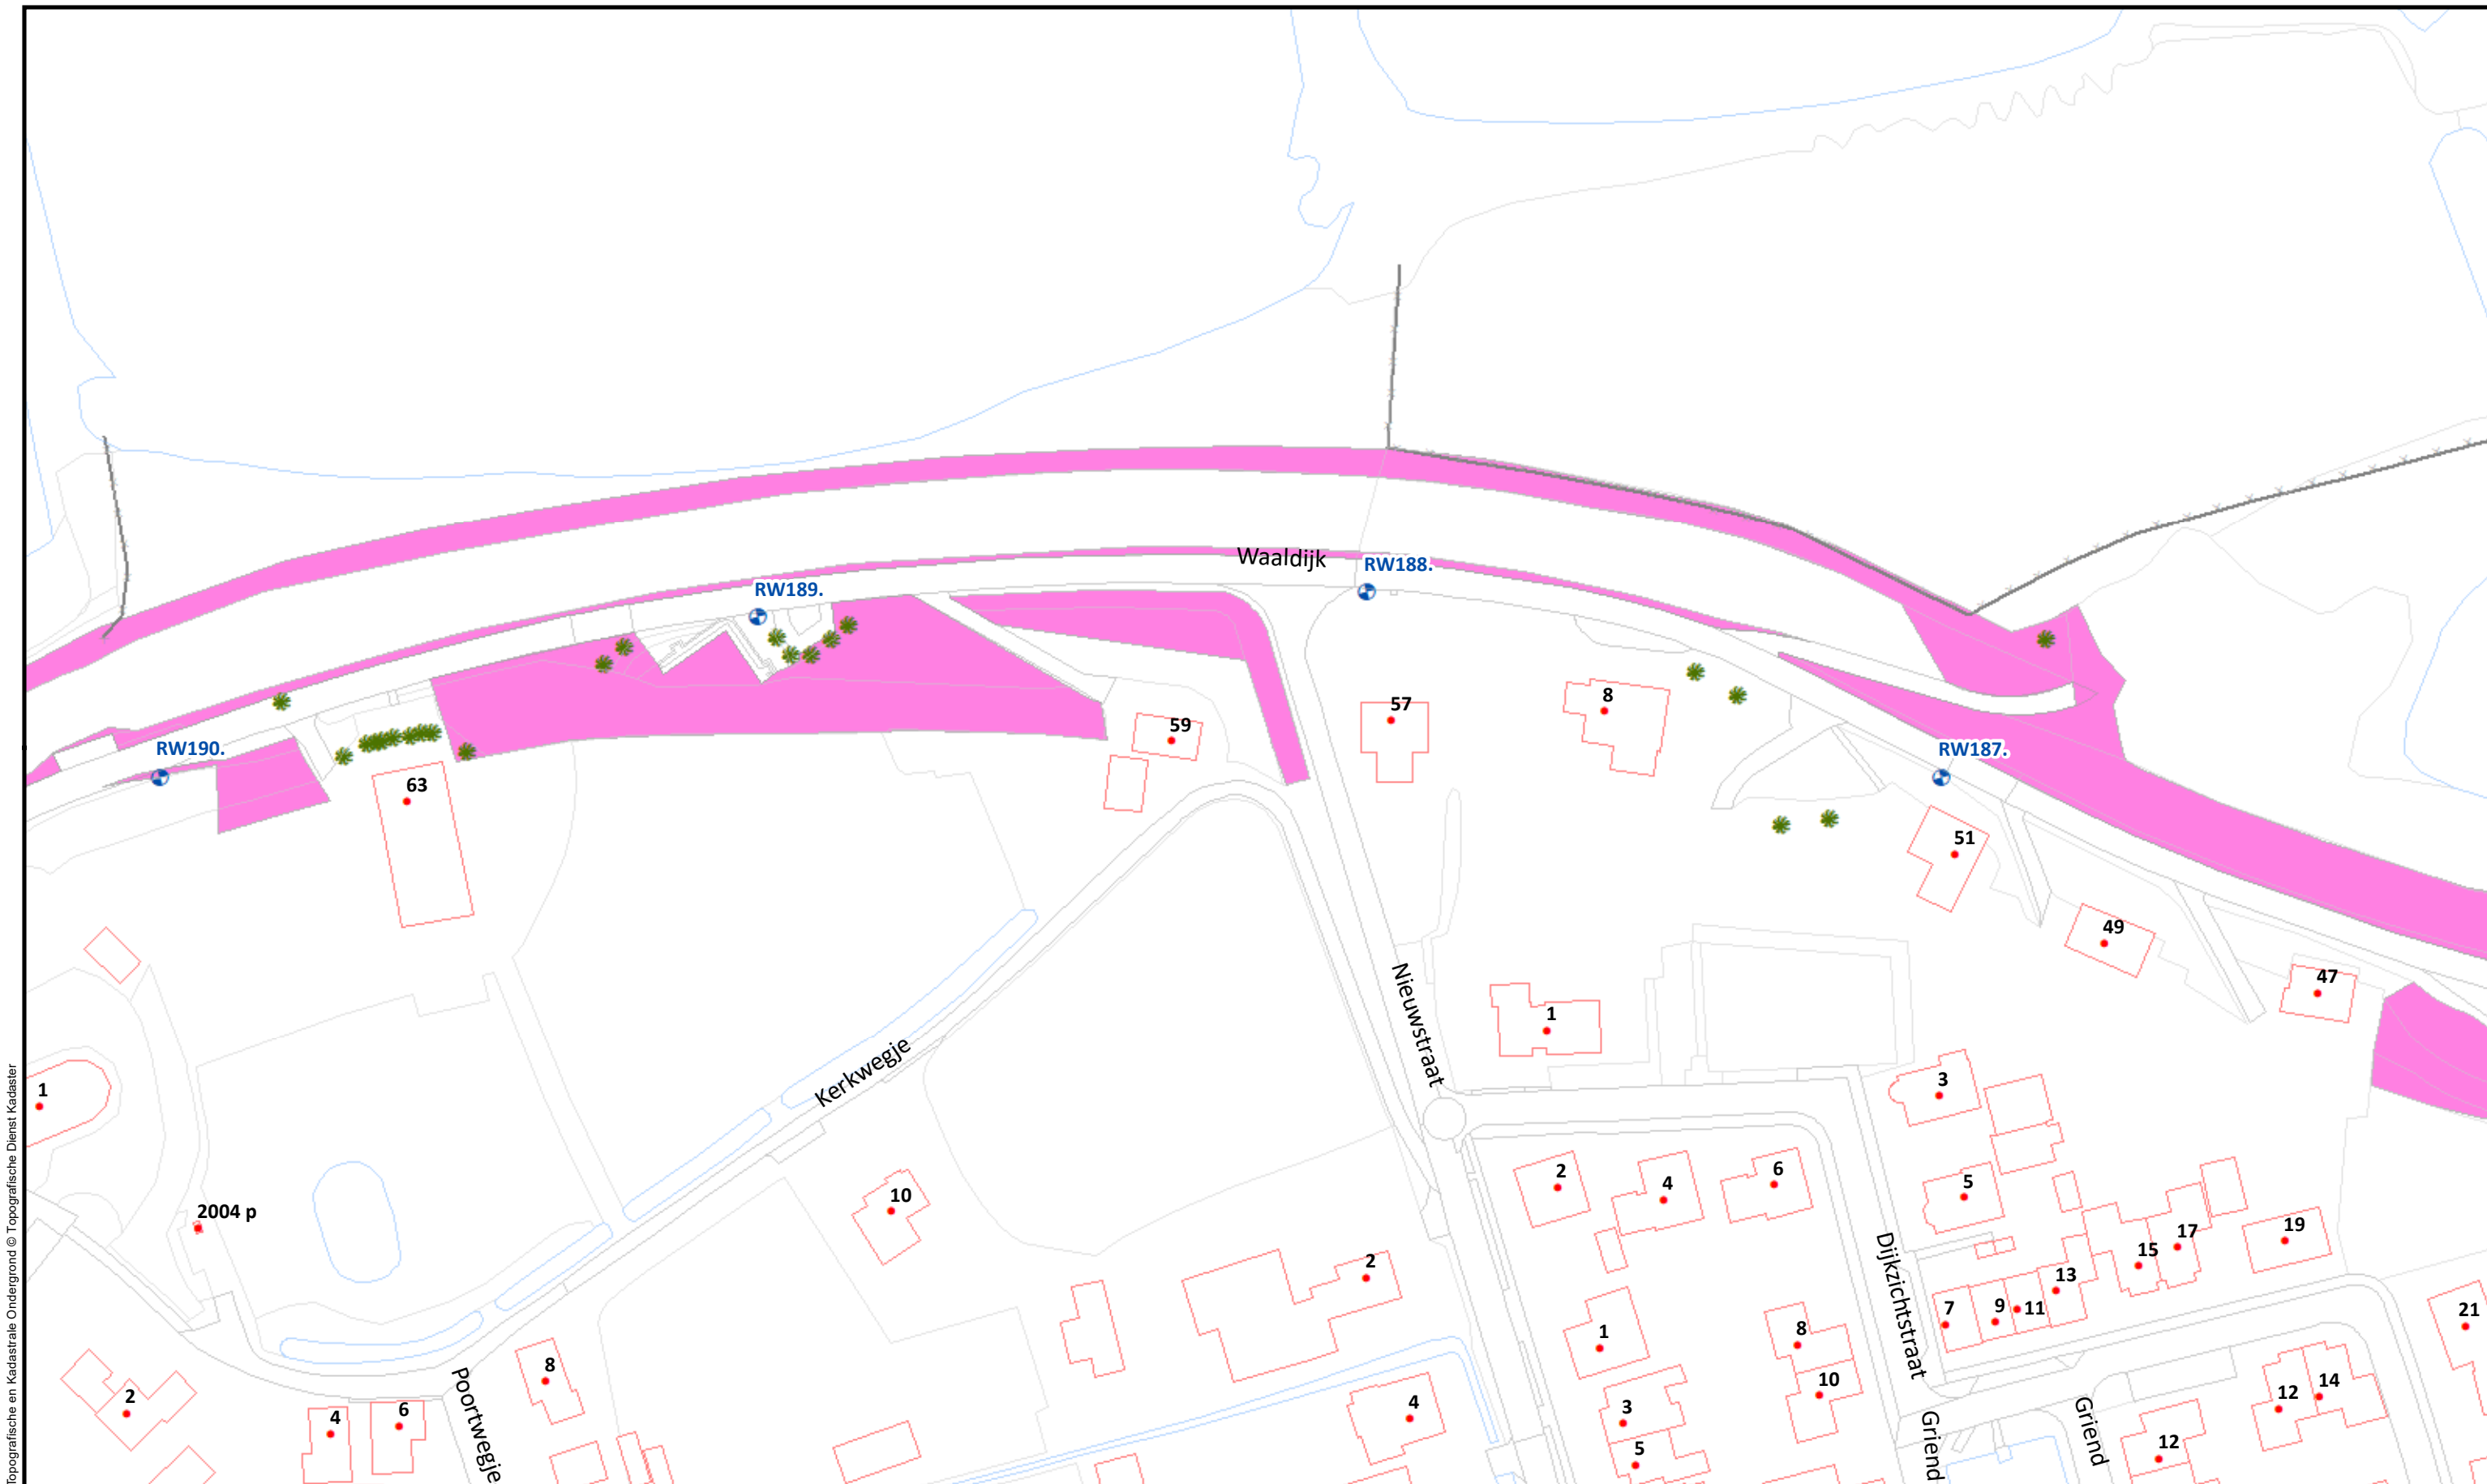 Waaldijk
RW188.
RW189.
RW190.
RW187.
8
57
59
63
51
49
47
Nieuwstraat
1
Kerkwegje
3
1
2
4
6
5
10
2004 p
17
19
15
2
13
Dijkzichtstraat
7
9
11
21
1
8
8
10
14
12
2
4
6
4
3
5
12
Poortwegje
Griend
Griend
Topografische en Kadastrale Ondergrond © Topografische Dienst Kadaster